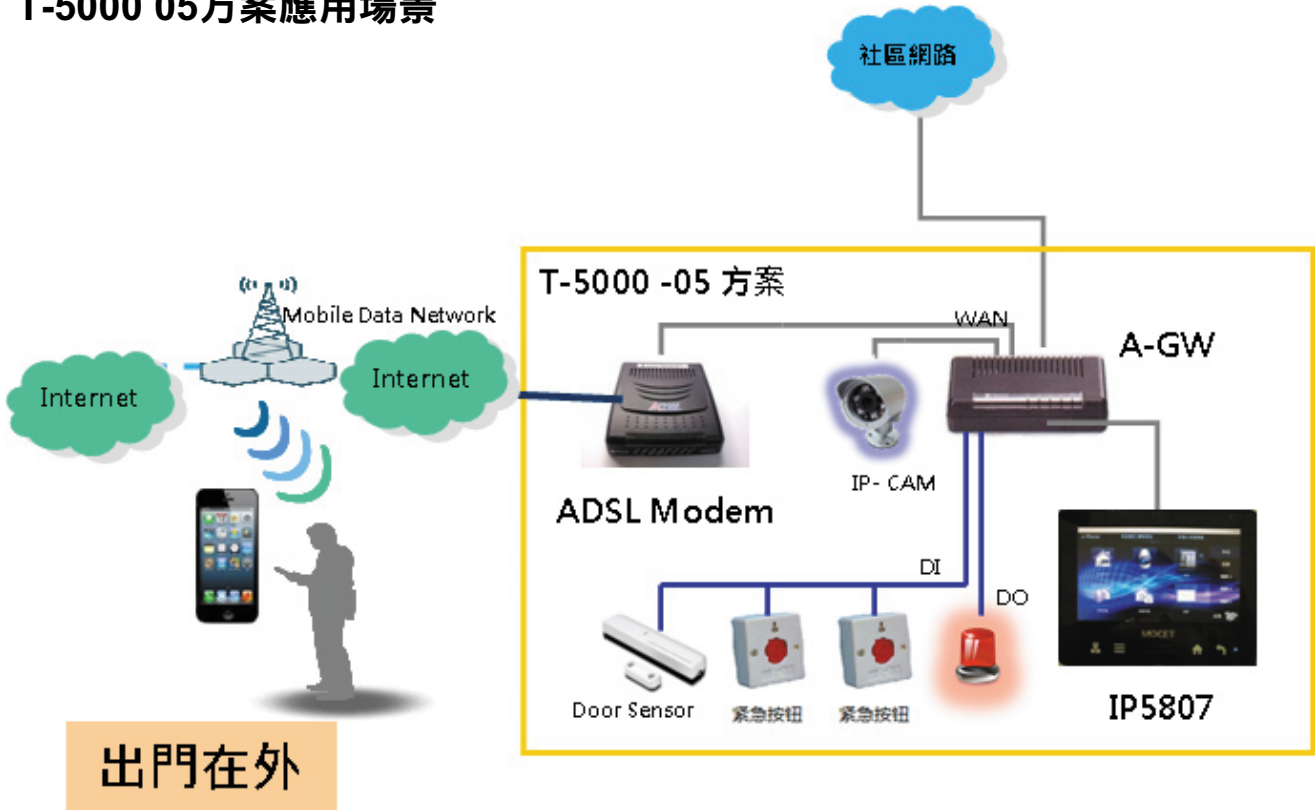 T-5000 05方案應用場景
社區網路
T-5000 -05 方案
Mobile Data Network
WAN
A-GW
Internet
Internet
IP- CAM
ADSL Modem
DI
DO
MOCET
Door Sensor
紧急按钮
紧急按钮
IP5807
出門在外